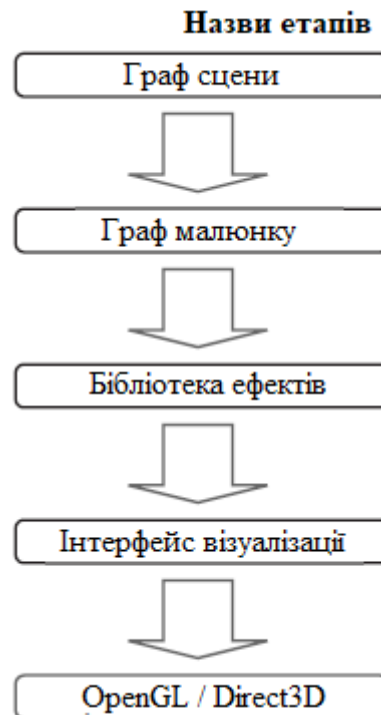 Назви етапів
Граф сцени
Граф малюнку
Бібліотека ефектів
Інтерфейс візуалізації
OpenGL / Direct3D